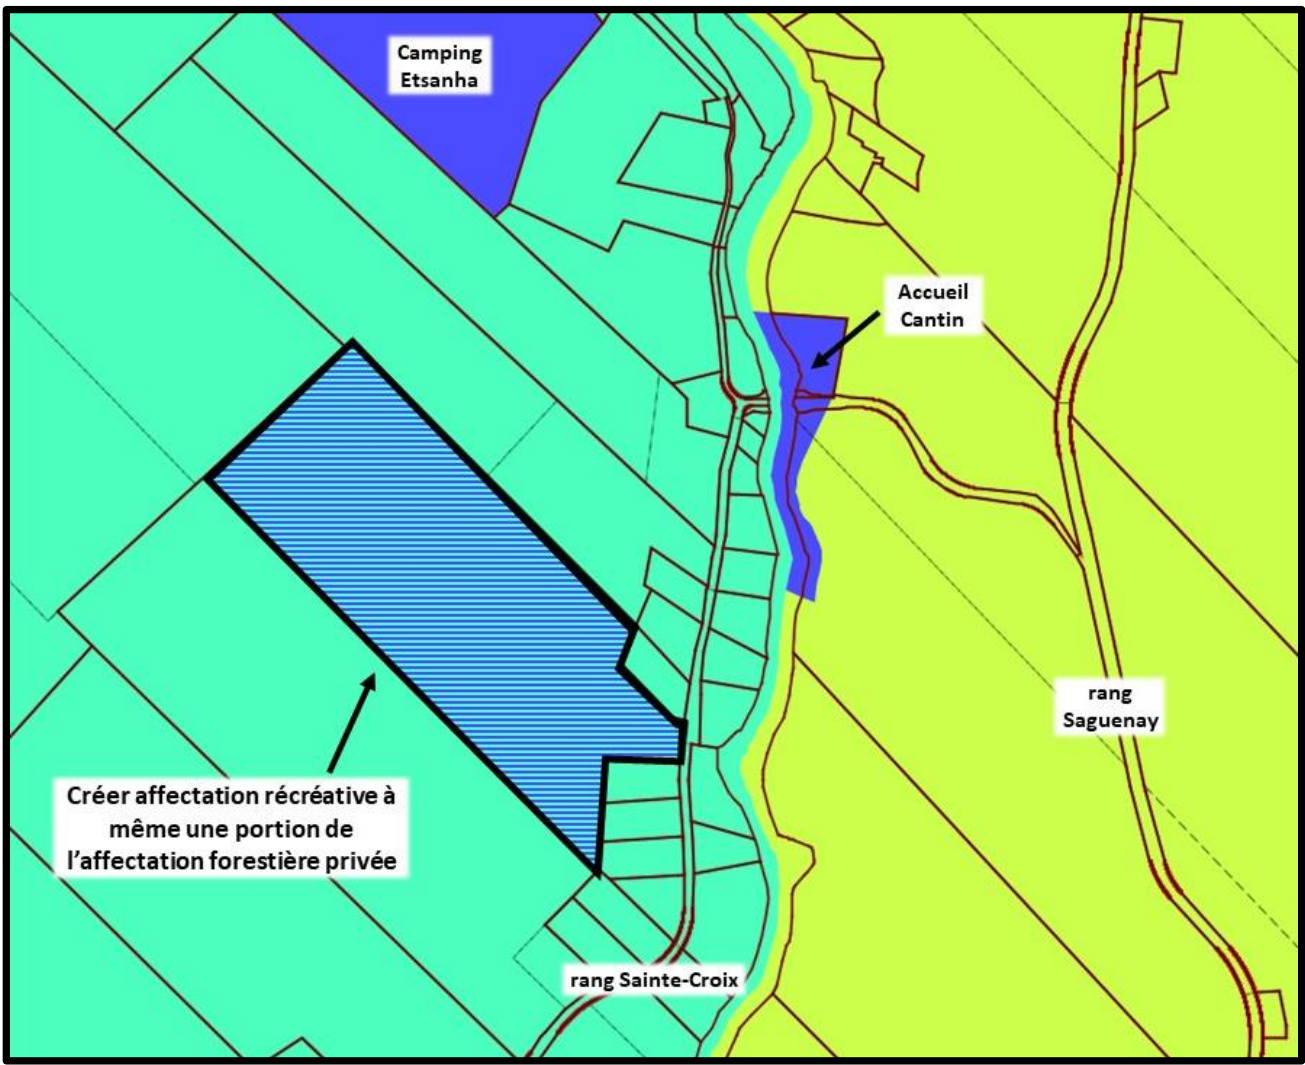 Camping
Etsanha
Accueil
Cantin
rang
Saguenay
Créer affectation récréative à
même une portion de
l'affectation forestière privée
rang Sainte-Croix